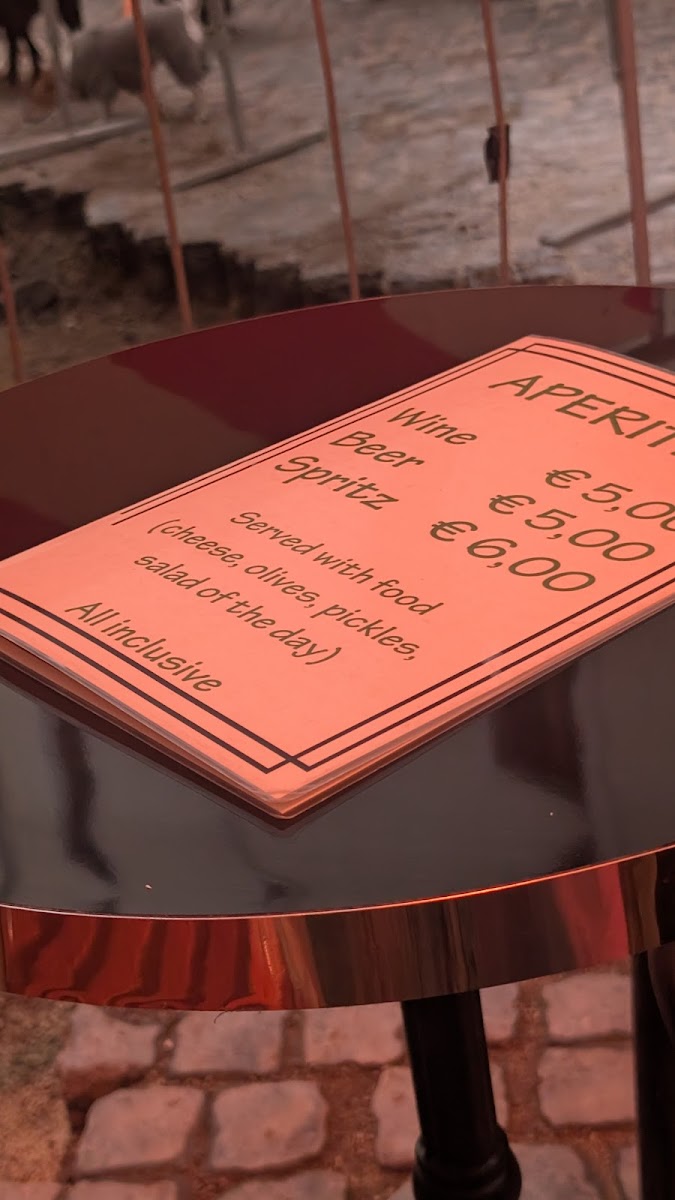 APERIT
Wine € 5,00
Beer € 5,00
Spritz € 6,00
Served with food
(cheese, olives, pickles,
salad of the day)
All inclusive